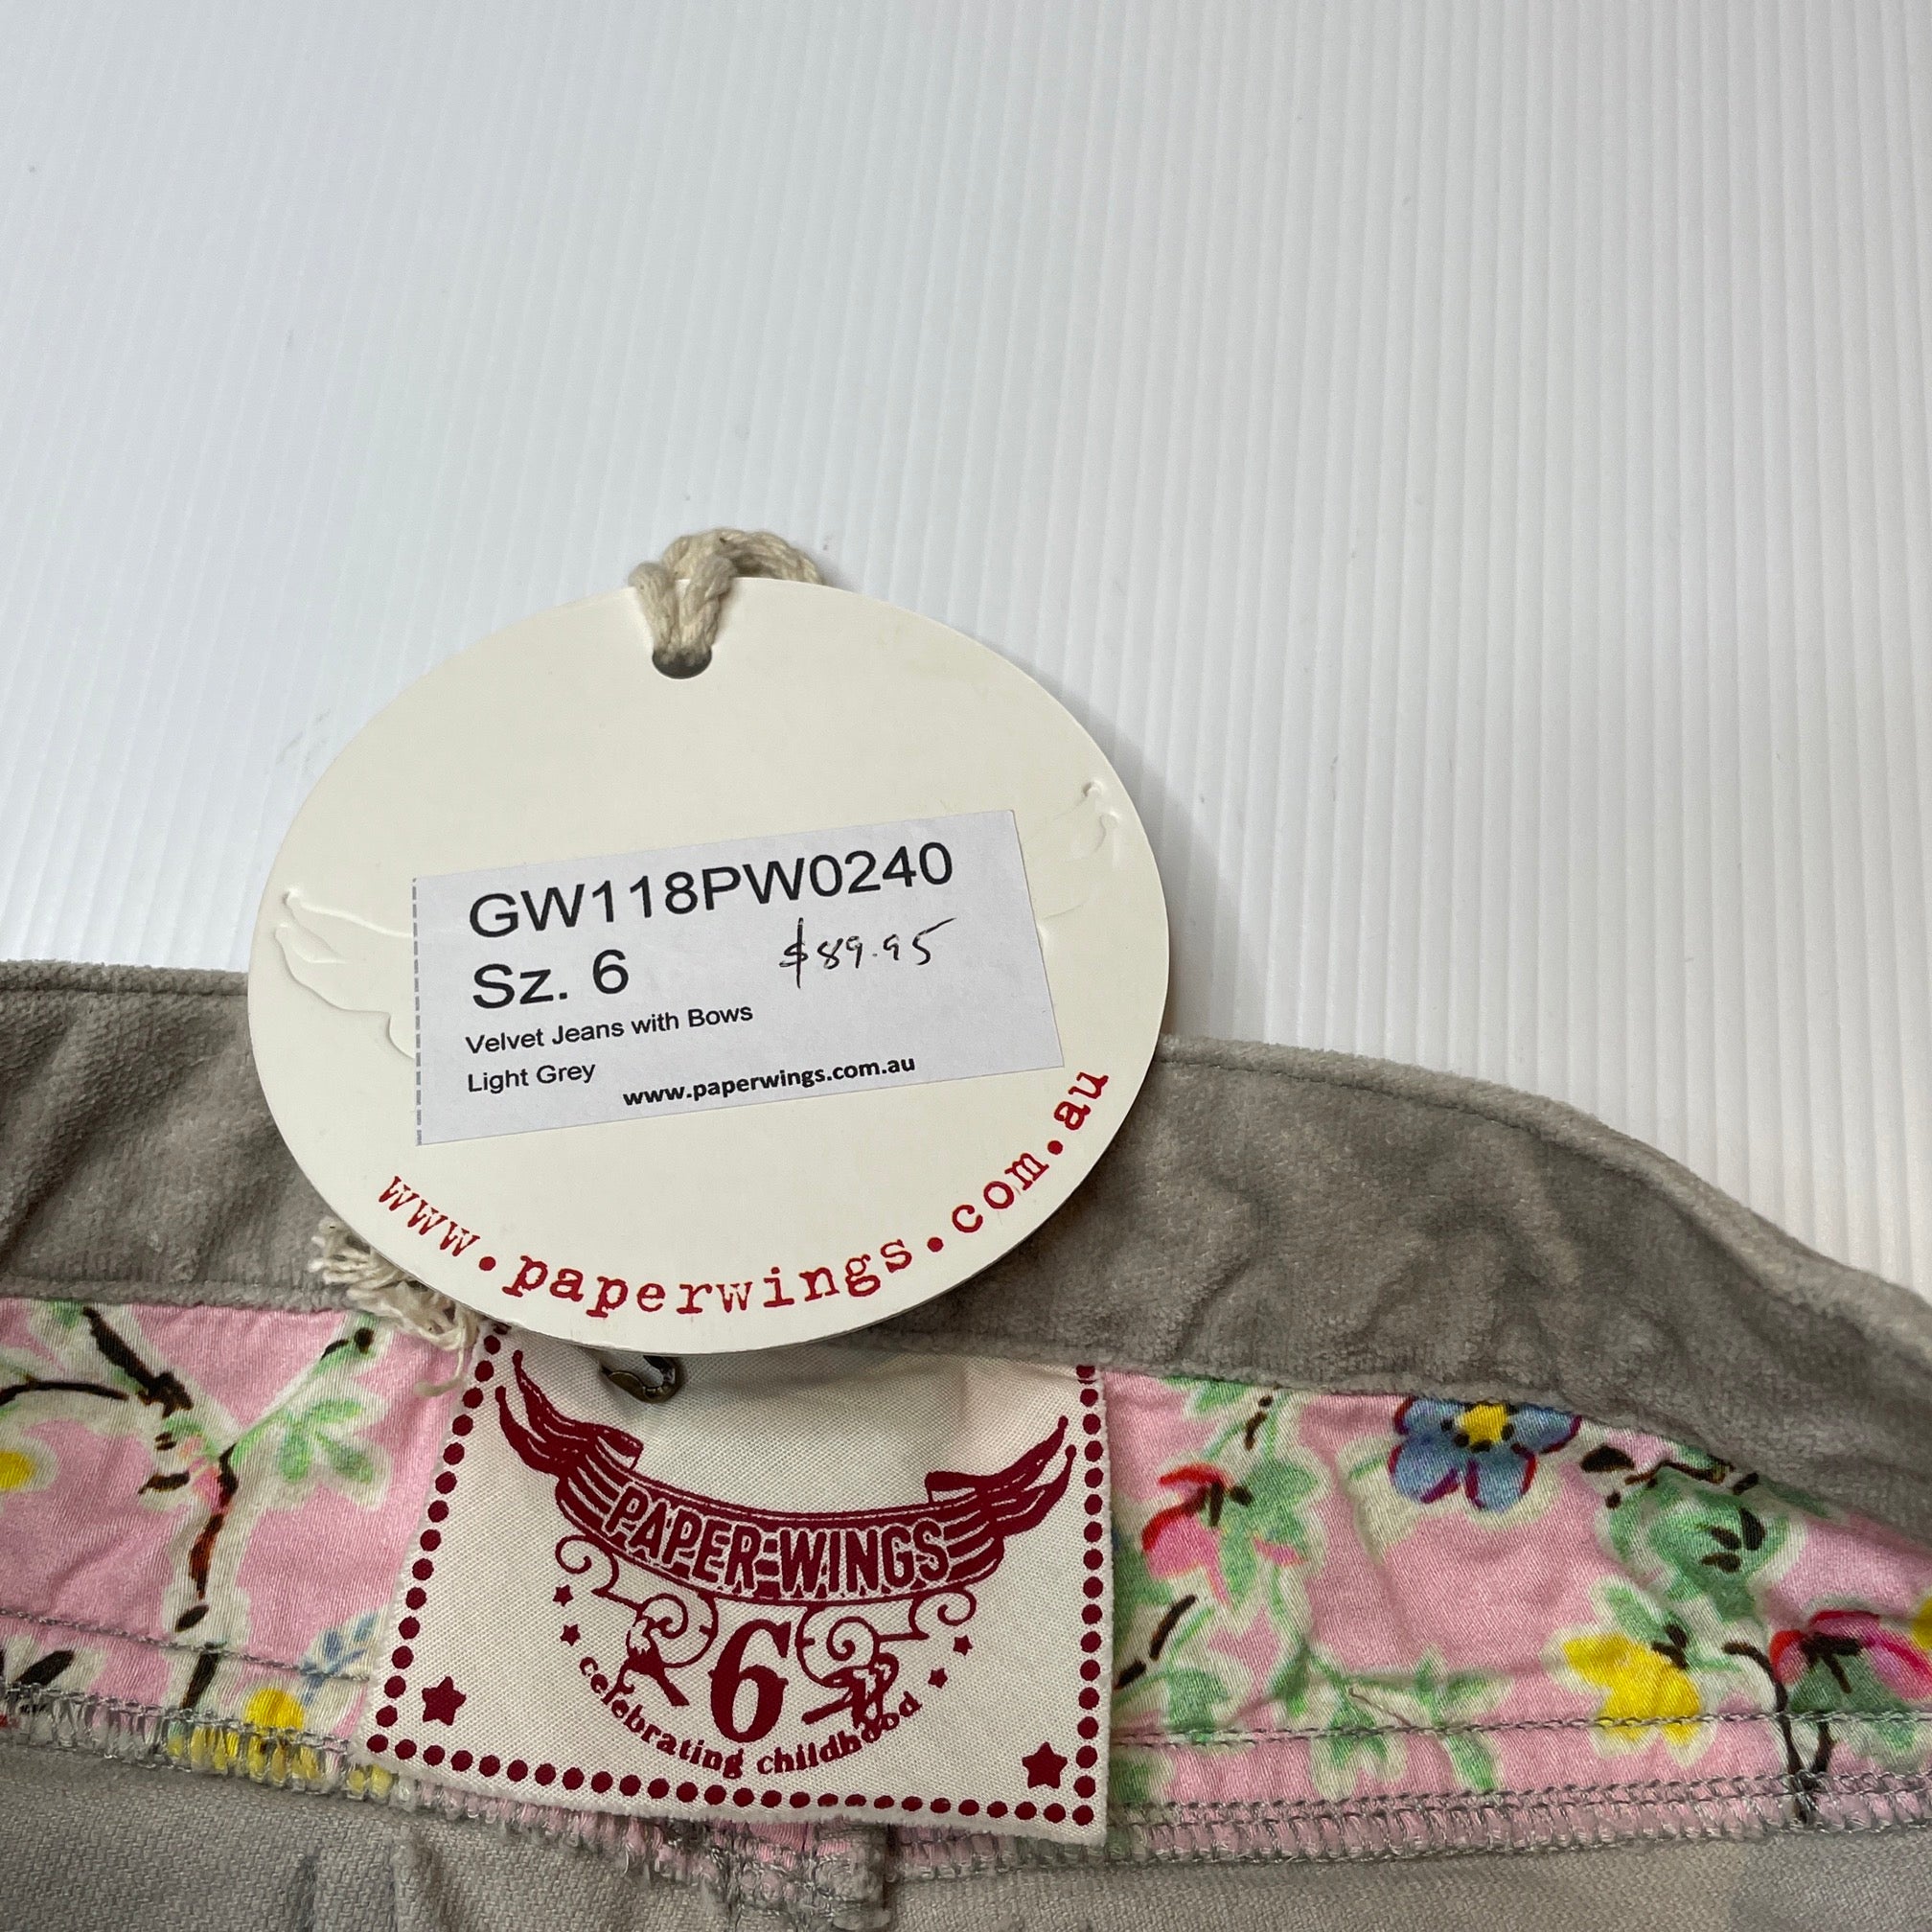 GW118PW0240
Sz. 6 $89.95
Velvet Jeans with Bows
Light Grey
www.paperwings.com.au
www.paperwings.com.au
PAPER-WINGS
6
celebrating childhood